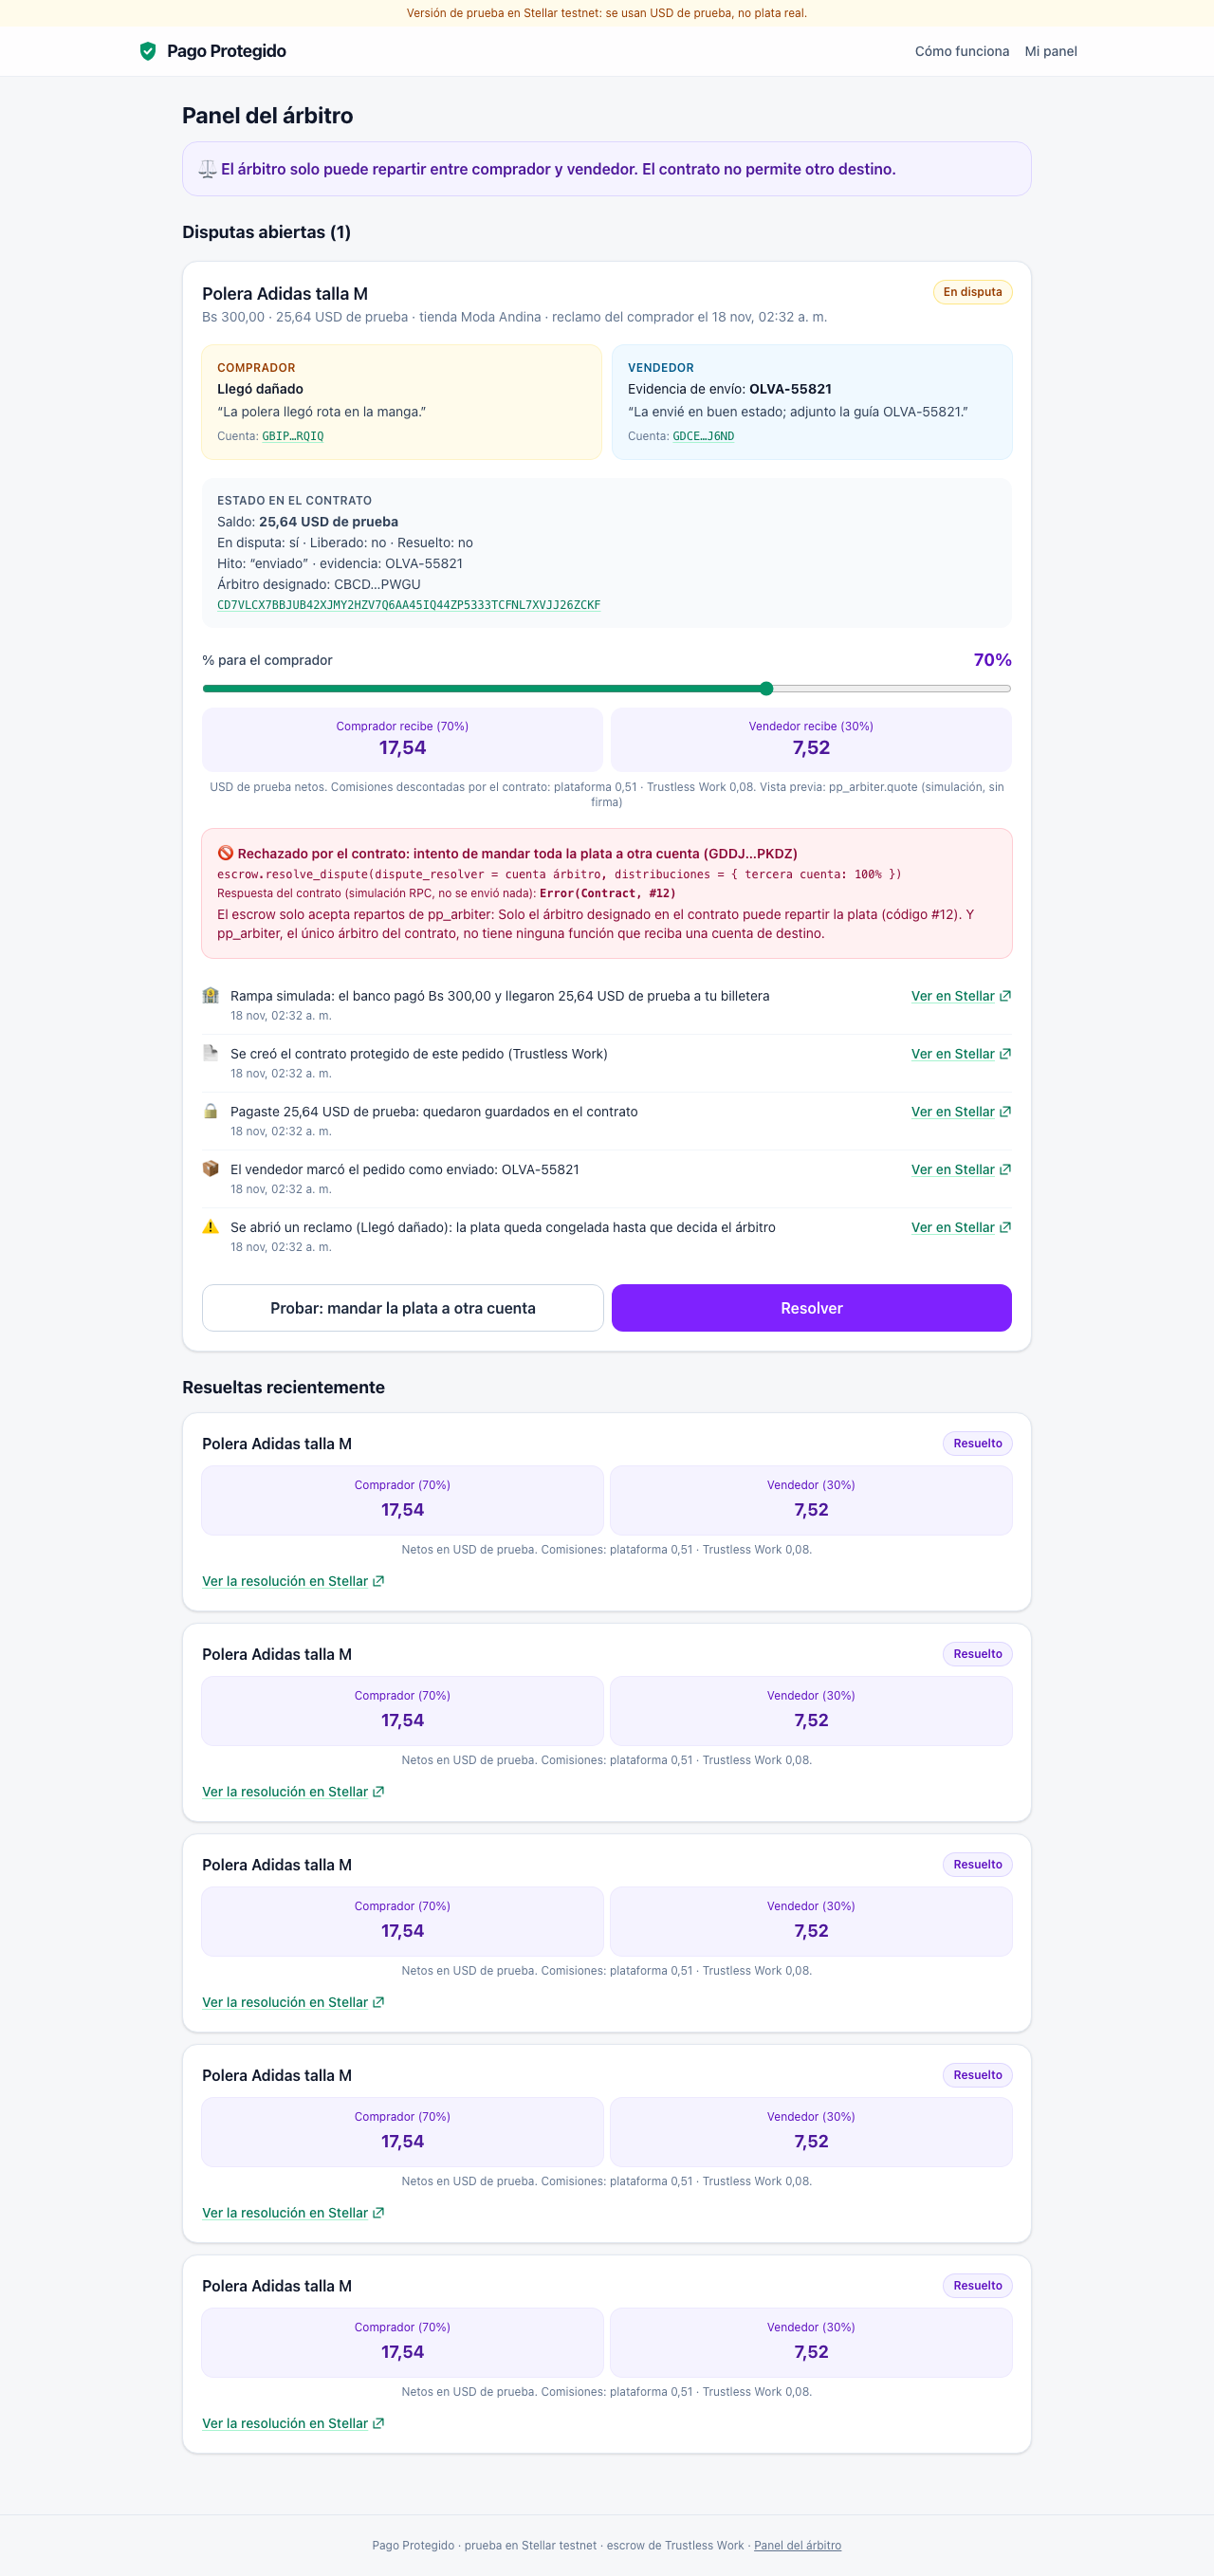 Versión de prueba en Stellar testnet: se usan USD de prueba, no plata real.
Pago Protegido
Cómo funciona
Mi panel
Panel del árbitro
El árbitro solo puede repartir entre comprador y vendedor. El contrato no permite otro destino.
Disputas abiertas (1)
Polera Adidas talla M
En disputa
Bs 300,00 · 25,64 USD de prueba · tienda Moda Andina · reclamo del comprador el 18 nov, 02:32 a. m.
COMPRADOR
Llegó dañado
“La polera llegó rota en la manga.”
Cuenta: GBIP…RQIQ
VENDEDOR
Evidencia de envío: OLVA-55821
“La envié en buen estado; adjunto la guía OLVA-55821.”
Cuenta: GDCE…J6ND
ESTADO EN EL CONTRATO
Saldo: 25,64 USD de prueba
En disputa: sí · Liberado: no · Resuelto: no
Hito: “enviado” · evidencia: OLVA-55821
Árbitro designado: CBCD…PWGU
CD7VLCX7BBJUB42XJMY2HZV7Q6AA45IQ44ZP5333TCFNL7XVJJ26ZCKF
% para el comprador
70%
Comprador recibe (70%)
17,54
Vendedor recibe (30%)
7,52
USD de prueba netos. Comisiones descontadas por el contrato: plataforma 0,51 · Trustless Work 0,08. Vista previa: pp_arbiter.quote (simulación, sin
firma)
Rechazado por el contrato: intento de mandar toda la plata a otra cuenta (GDDJ…PKDZ)
escrow.resolve_dispute(dispute_resolver = cuenta árbitro, distribuciones = { tercera cuenta: 100% })
Respuesta del contrato (simulación RPC, no se envió nada): Error(Contract, #12)
El escrow solo acepta repartos de pp_arbiter: Solo el árbitro designado en el contrato puede repartir la plata (código #12). Y
pp_arbiter, el único árbitro del contrato, no tiene ninguna función que reciba una cuenta de destino.
Rampa simulada: el banco pagó Bs 300,00 y llegaron 25,64 USD de prueba a tu billetera
Ver en Stellar
18 nov, 02:32 a. m.
Se creó el contrato protegido de este pedido (Trustless Work)
Ver en Stellar
18 nov, 02:32 a. m.
Pagaste 25,64 USD de prueba: quedaron guardados en el contrato
Ver en Stellar
18 nov, 02:32 a. m.
El vendedor marcó el pedido como enviado: OLVA-55821
Ver en Stellar
18 nov, 02:32 a. m.
Se abrió un reclamo (Llegó dañado): la plata queda congelada hasta que decida el árbitro
Ver en Stellar
18 nov, 02:32 a. m.
Probar: mandar la plata a otra cuenta
Resolver
Resueltas recientemente
Polera Adidas talla M
Resuelto
Comprador (70%)
17,54
Vendedor (30%)
7,52
Netos en USD de prueba. Comisiones: plataforma 0,51 · Trustless Work 0,08.
Ver la resolución en Stellar
Polera Adidas talla M
Resuelto
Comprador (70%)
17,54
Vendedor (30%)
7,52
Netos en USD de prueba. Comisiones: plataforma 0,51 · Trustless Work 0,08.
Ver la resolución en Stellar
Polera Adidas talla M
Resuelto
Comprador (70%)
17,54
Vendedor (30%)
7,52
Netos en USD de prueba. Comisiones: plataforma 0,51 · Trustless Work 0,08.
Ver la resolución en Stellar
Polera Adidas talla M
Resuelto
Comprador (70%)
17,54
Vendedor (30%)
7,52
Netos en USD de prueba. Comisiones: plataforma 0,51 · Trustless Work 0,08.
Ver la resolución en Stellar
Polera Adidas talla M
Resuelto
Comprador (70%)
17,54
Vendedor (30%)
7,52
Netos en USD de prueba. Comisiones: plataforma 0,51 · Trustless Work 0,08.
Ver la resolución en Stellar
Pago Protegido · prueba en Stellar testnet · escrow de Trustless Work · Panel del árbitro